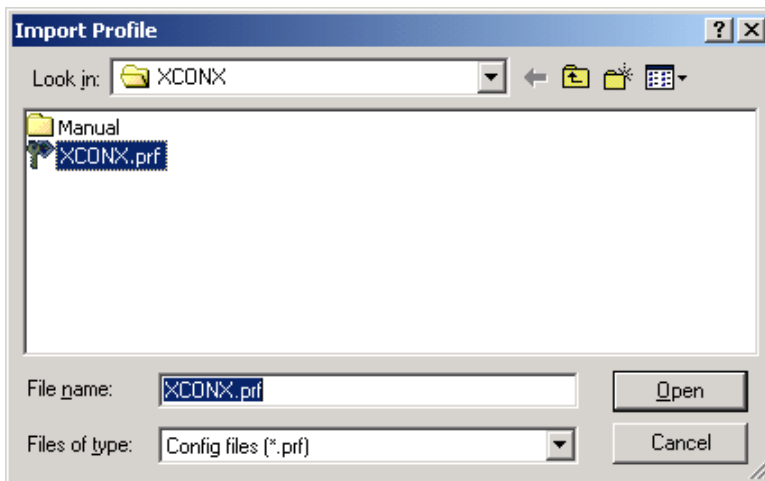 Import Profile
Look in: XCONX
Manual
XCONX.prf
File name: XCONX.prf
Open
Files of type: Config files (*.prf)
Cancel